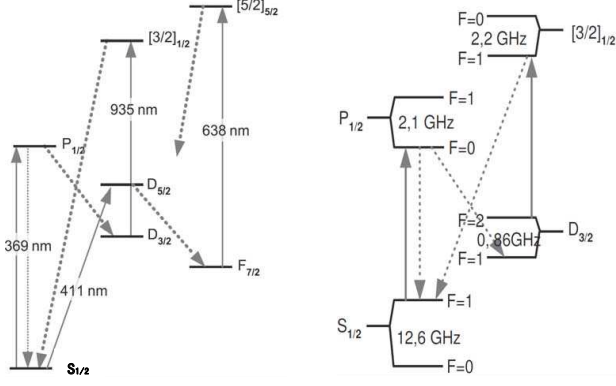 [5/2]5/2
[3/2]1/2
935 nm
638 nm
P1/2
D5/2
D3/2
369 nm
411 nm
F7/2
S1/2
F=0
2,2 GHz
[3/2]1/2
F=1
F=1
P1/2
2,1 GHz
F=0
F=2
0,86GHz
D3/2
F=1
F=1
S1/2
12,6 GHz
F=0